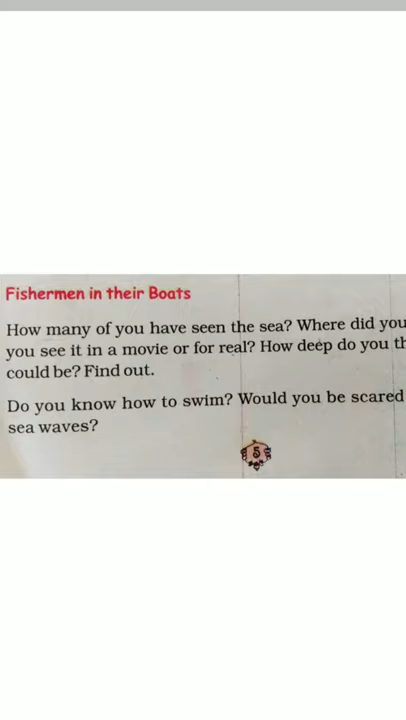 Fishermen in their Boats
How many of you have seen the sea? Where did you
you see it in a movie or for real? How deep do you th
could be? Find out.
Do you know how to swim? Would you be scared
sea waves?
5